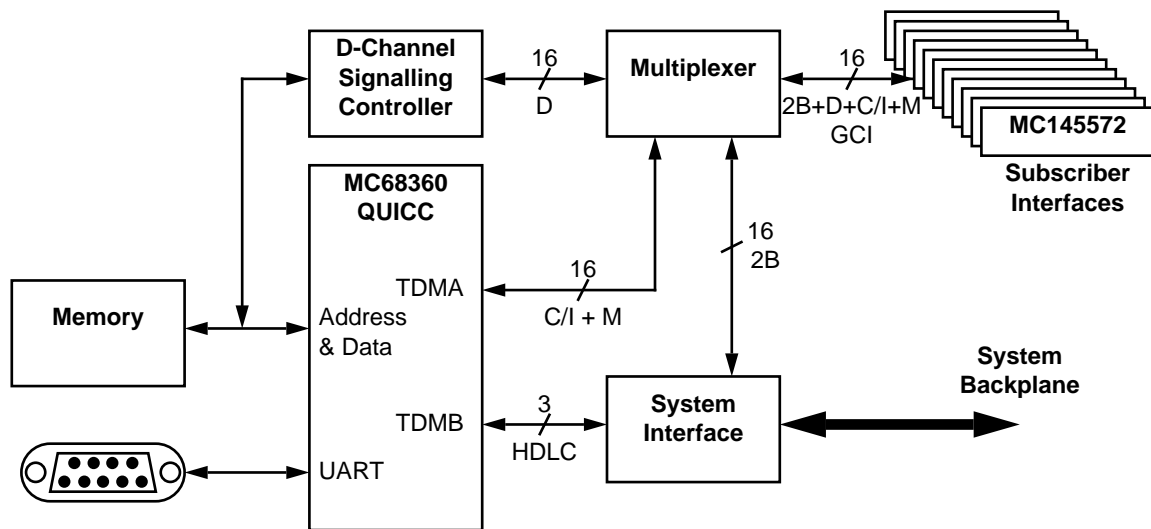 D-Channel
Signalling
Controller
16
D
Multiplexer
16
2B+D+C/I+M
GCI
MC145572
Subscriber
Interfaces
MC68360
QUICC
16
2B
TDMA
16
C/I + M
Memory
Address
& Data
System
Backplane
TDMB
3
HDLC
System
Interface
UART